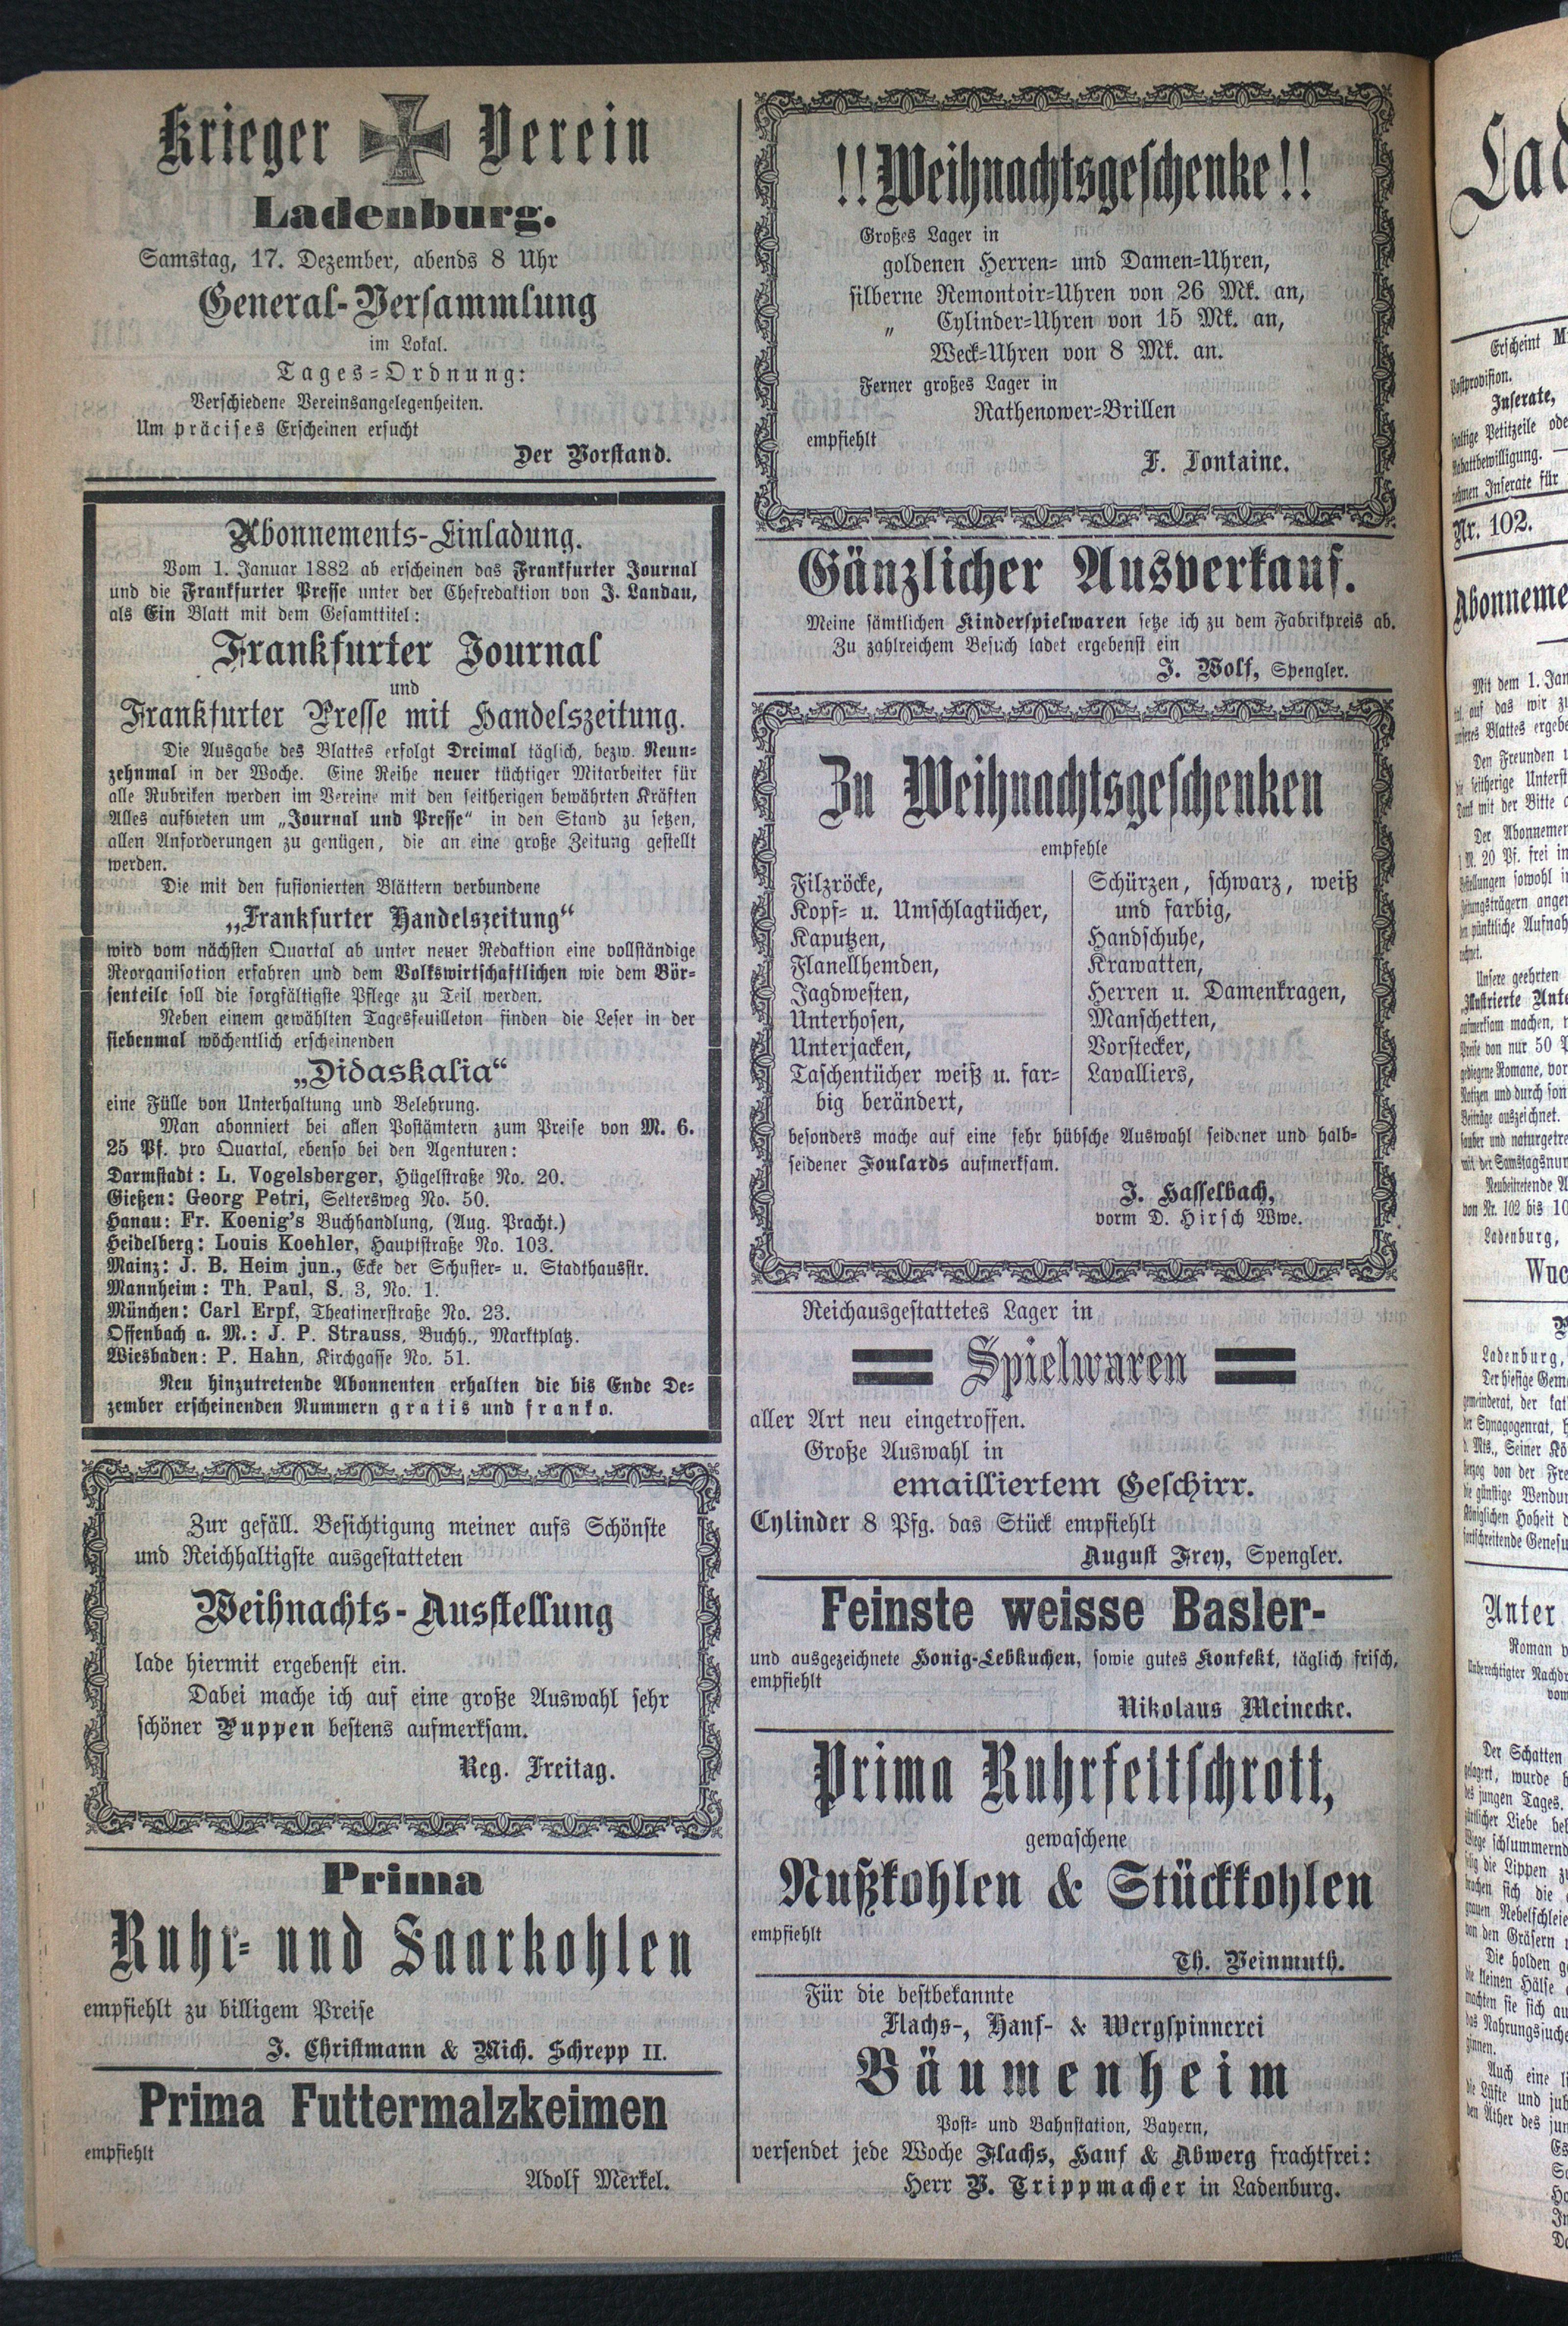 Krieger Verein
Ladenburg.
Samstag, 17. Dezember, abends 8 Uhr
General-Versammlung
im Lokal.
Tages=Ordnung:
Verschiedene Vereinsangelegenheiten.
Um präcises Erscheinen ersucht
Der Vorstand.
Abonnements-Einladung.
Vom 1. Januar 1882 ab erscheinen das Frankfurter Journal
und die Frankfurter Presse unter der Chefredaktion von J. Landau,
als Ein Blatt mit dem Gesamttitel:
Frankfurter Journal
und
Frankfurter Presse mit Handelszeitung.
Die Ausgabe des Blattes erfolgt Dreimal täglich, bezw. Neun=
zehnmal in der Woche. Eine Reihe neuer tüchtiger Mitarbeiter für
alle Rubriken werden im Vereine mit den seitherigen bewährten Kräften
Alles aufbieten um „Journal und Presse“ in den Stand zu setzen,
allen Anforderungen zu genügen, die an eine große Zeitung gestellt
werden.
Die mit den fusionierten Blättern verbundene
„Frankfurter Handelszeitung“
wird vom nächsten Quartal ab unter neuer Redaktion eine vollständige
Reorganisation erfahren und dem Volkswirtschaftlichen wie dem Bör=
senteile soll die sorgfältigste Pflege zu Teil werden.
Neben einem gewählten Tagesfeuilleton finden die Leser in der
siebenmal wöchentlich erscheinenden
„Didaskalia“
eine Fülle von Unterhaltung und Belehrung.
Man abonniert bei allen Postämtern zum Preise von M. 6.
25 Pf. pro Quartal, ebenso bei den Agenturen:
Darmstadt: L. Vogelsberger, Hügelstraße No. 20.
Gießen: Georg Petri, Seltersweg No. 50.
Hanau: Fr. Koenig's Buchhandlung, (Aug. Pracht.)
Heidelberg: Louis Koehler, Hauptstraße No. 103.
Mainz: J. B. Heim jun., Ecke der Schuster= u. Stadthausstr.
Mannheim: Th. Paul, S. 3, No. 1.
München: Carl Erpf, Theatinerstraße No. 23.
Offenbach a. M.: J. P. Strauss, Buchh., Marktplatz.
Wiesbaden: P. Hahn, Kirchgasse No. 51.
Neu hinzutretende Abonnenten erhalten die bis Ende De=
zember erscheinenden Nummern gratis und franko.
Zur gefäll. Besichtigung meiner aufs Schönste
und Reichhaltigste ausgestatteten
Weihnachts-Ausstellung
lade hiermit ergebenst ein.
Dabei mache ich auf eine große Auswahl sehr
schöner Puppen bestens aufmerksam.
Reg. Freitag.
Prima
Ruhr= und Saarkohlen
empfiehlt zu billigem Preise
J. Christmann & Mich. Schrepp II.
Prima Futtermalzkeimen
empfiehlt
Adolf Merkel.
!!Weihnachtsgeschenke!!
Großes Lager in
goldenen Herren= und Damen=Uhren,
silberne Remontoir=Uhren von 26 Mk. an,
„ Cylinder=Uhren von 15 Mk. an,
Weck=Uhren von 8 Mk. an.
Ferner großes Lager in
Rathenower=Brillen
empfiehlt
F. Fontaine.
Gänzlicher Ausverkauf.
Meine sämtlichen Kinderspielwaren setze ich zu dem Fabrikpreis ab.
Zu zahlreichem Besuch ladet ergebenst ein
J. Wolf, Spengler.
Zu Weihnachtsgeschenken
empfehle
Filzröcke,
Kopf= u. Umschlagtücher,
Kaputzen,
Flanellhemden,
Jagdwesten,
Unterhosen,
Unterjacken,
Taschentücher weiß u. far=
big berändert,
Schürzen, schwarz, weiß
und farbig,
Handschuhe,
Krawatten,
Herren u. Damenkragen,
Manschetten,
Vorstecker,
Lavalliers,
besonders mache auf eine sehr hübsche Auswahl seidener und halb=
seidener Foulards aufmerksam.
J. Hasselbach,
vorm D. Hirsch Wwe.
Reichausgestattetes Lager in
Spielwaren
aller Art neu eingetroffen.
Große Auswahl in
emailliertem Geschirr.
Cylinder 8 Pfg. das Stück empfiehlt
August Frey, Spengler.
Feinste weisse Basler-
und ausgezeichnete Honig-Lebkuchen, sowie gutes Konfekt, täglich frisch,
empfiehlt
Nikolaus Meinecke.
Prima Ruhrfettschrott,
gewaschene
Nußkohlen & Stückkohlen
empfiehlt
Th. Beinmuth.
Für die bestbekannte
Flachs-, Hanf- & Wergspinnerei
Bäumenheim
Post= und Bahnstation, Bayern,
versendet jede Woche Flachs, Hanf & Abwerg frachtfrei:
Herr B. Trippmacher in Ladenburg.
Erscheint
Postprovision.
Inserate,
Nr. 102.
Mit dem 1.
auf das wir
Den Freunden
Unsere geehrten
Ladenburg,
Ladenburg,
Unter
Roman
Der Schatten